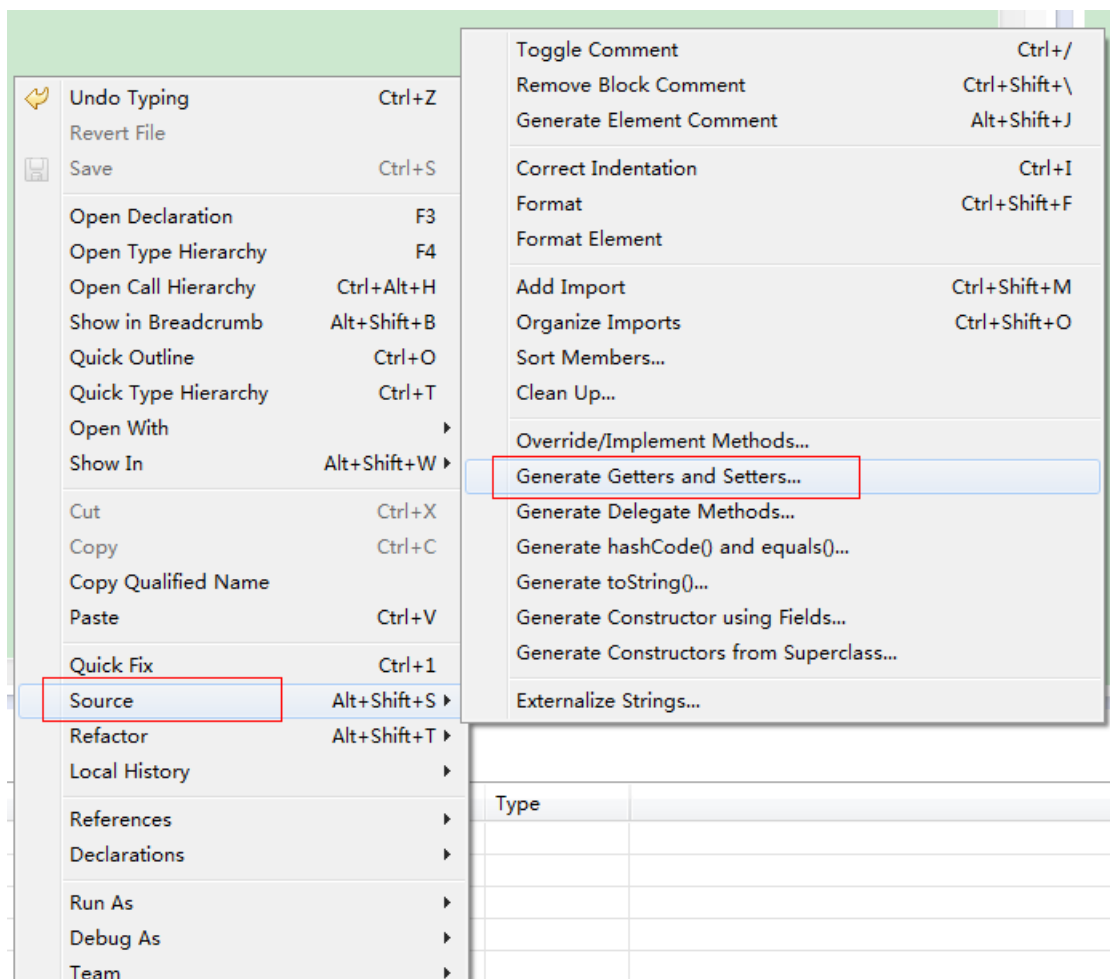 Undo Typing Ctrl+Z
Revert File
Save Ctrl+S
Open Declaration F3
Open Type Hierarchy F4
Open Call Hierarchy Ctrl+Alt+H
Show in Breadcrumb Alt+Shift+B
Quick Outline Ctrl+O
Quick Type Hierarchy Ctrl+T
Open With
Show In Alt+Shift+W
Cut Ctrl+X
Copy Ctrl+C
Copy Qualified Name
Paste Ctrl+V
Quick Fix Ctrl+1
Source Alt+Shift+S
Refactor Alt+Shift+T
Local History
References
Declarations
Run As
Debug As
Team
Toggle Comment Ctrl+/
Remove Block Comment Ctrl+Shift+\
Generate Element Comment Alt+Shift+J
Correct Indentation Ctrl+I
Format Ctrl+Shift+F
Format Element
Add Import Ctrl+Shift+M
Organize Imports Ctrl+Shift+O
Sort Members...
Clean Up...
Override/Implement Methods...
Generate Getters and Setters...
Generate Delegate Methods...
Generate hashCode() and equals()...
Generate toString()...
Generate Constructor using Fields...
Generate Constructors from Superclass...
Externalize Strings...
Type